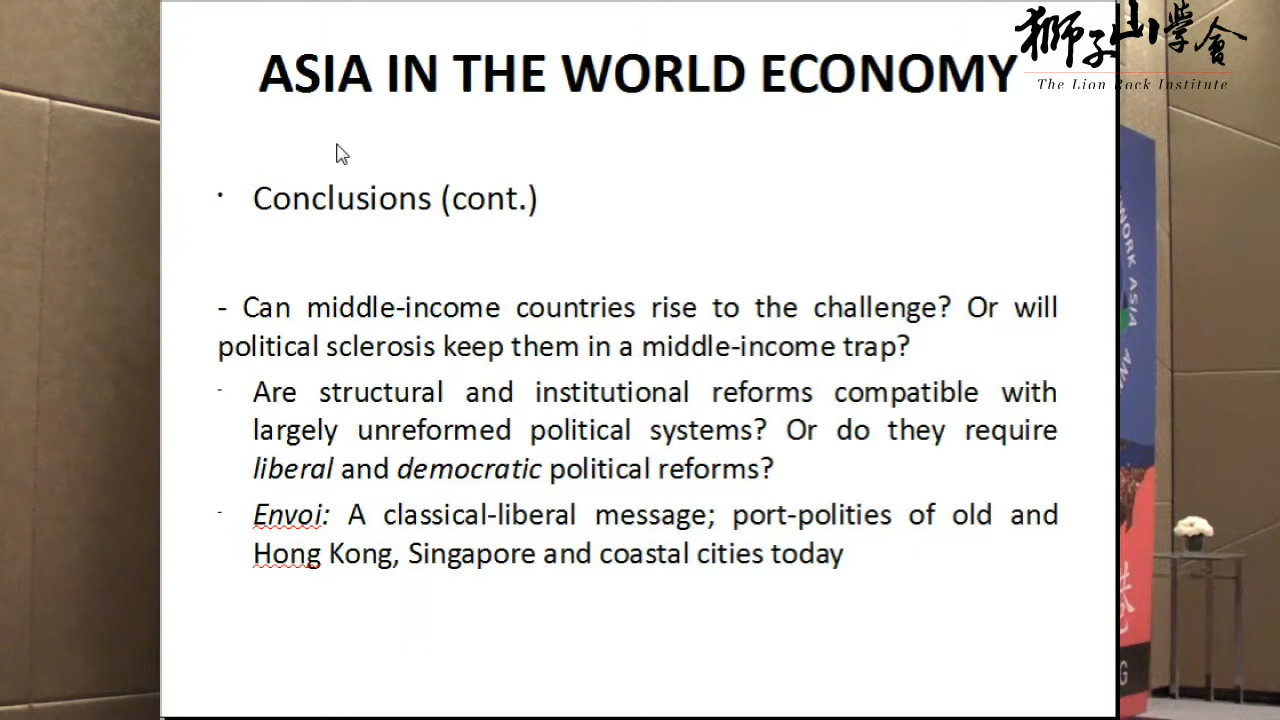 獅子山學會
The Lion Rock Institute
ASIA IN THE WORLD ECONOMY
• Conclusions (cont.)
- Can middle-income countries rise to the challenge? Or will
political sclerosis keep them in a middle-income trap?
- Are structural and institutional reforms compatible with
largely unreformed political systems? Or do they require
liberal and democratic political reforms?
- Envoi: A classical-liberal message; port-polities of old and
Hong Kong, Singapore and coastal cities today
WORK ASIA
G